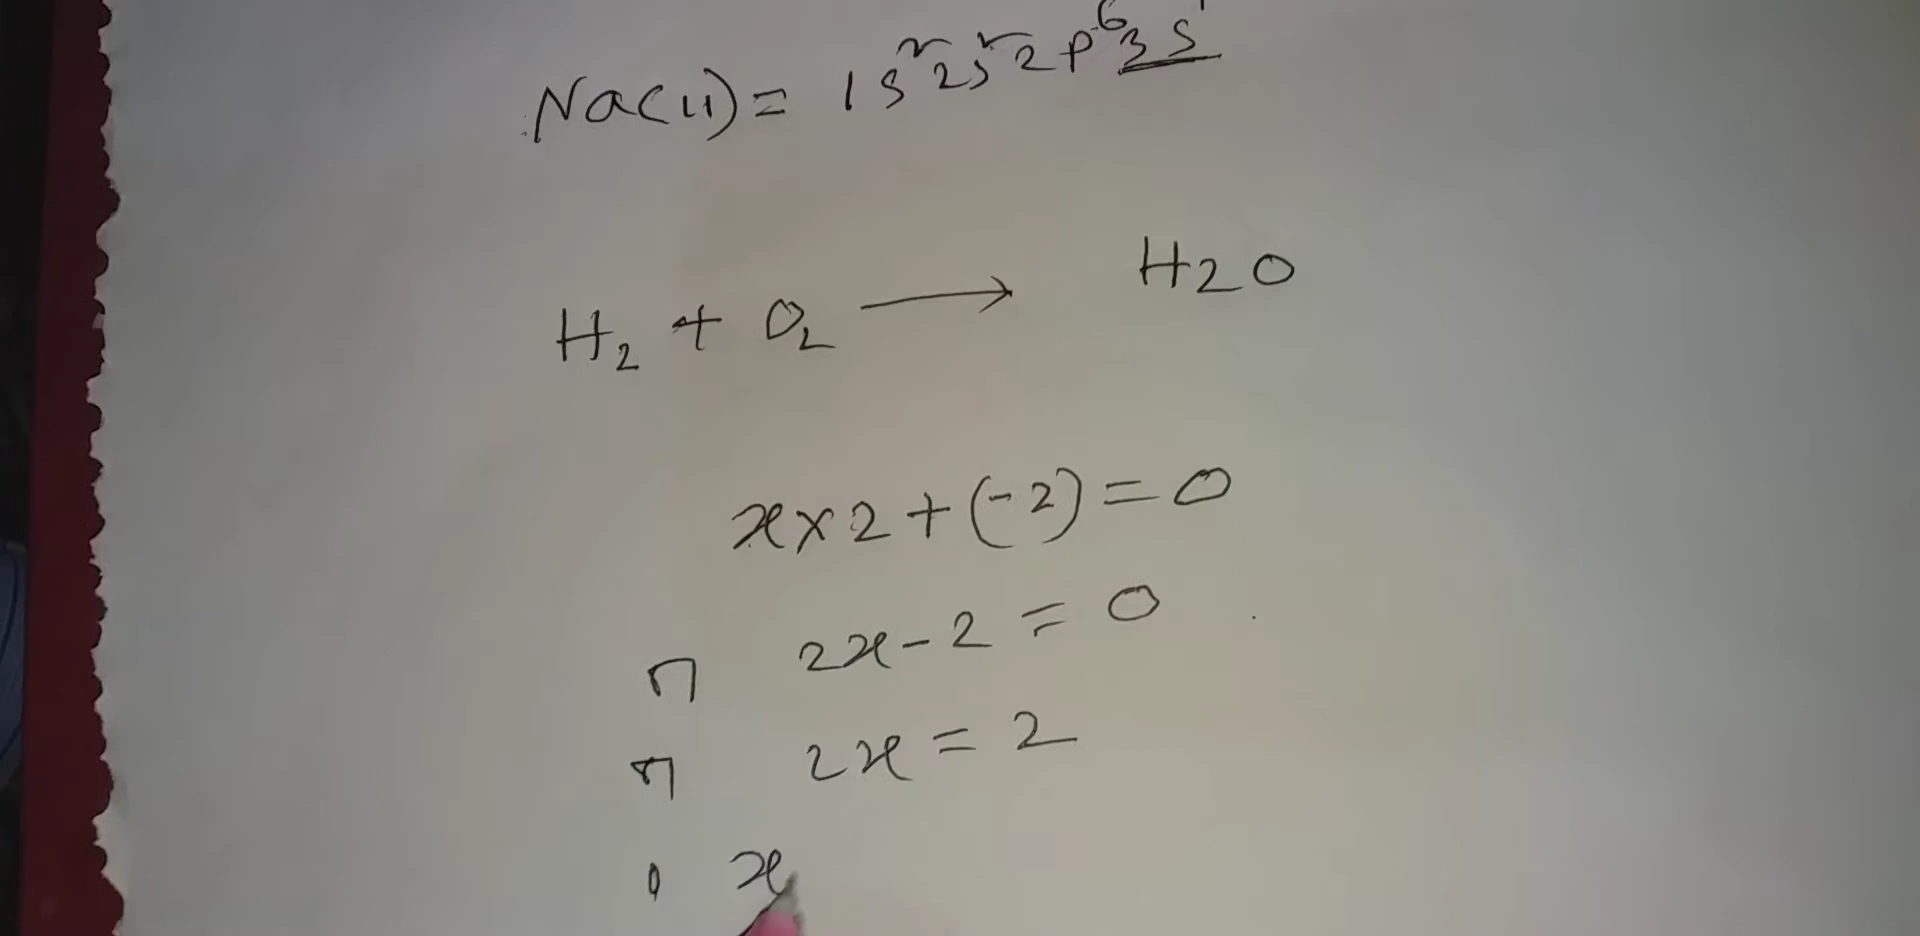 Na(11) = 1s²2s²2p⁶3s¹
H₂ + O₂ ⟶ H2O
x×2+(-2)=0
বা 2x-2=0
বা 2x=2
x